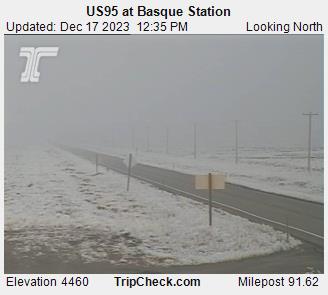 US95 at Basque Station
Updated: Dec 17 2023 12:35 PM Looking North
Elevation 4460 TripCheck.com Milepost 91.62